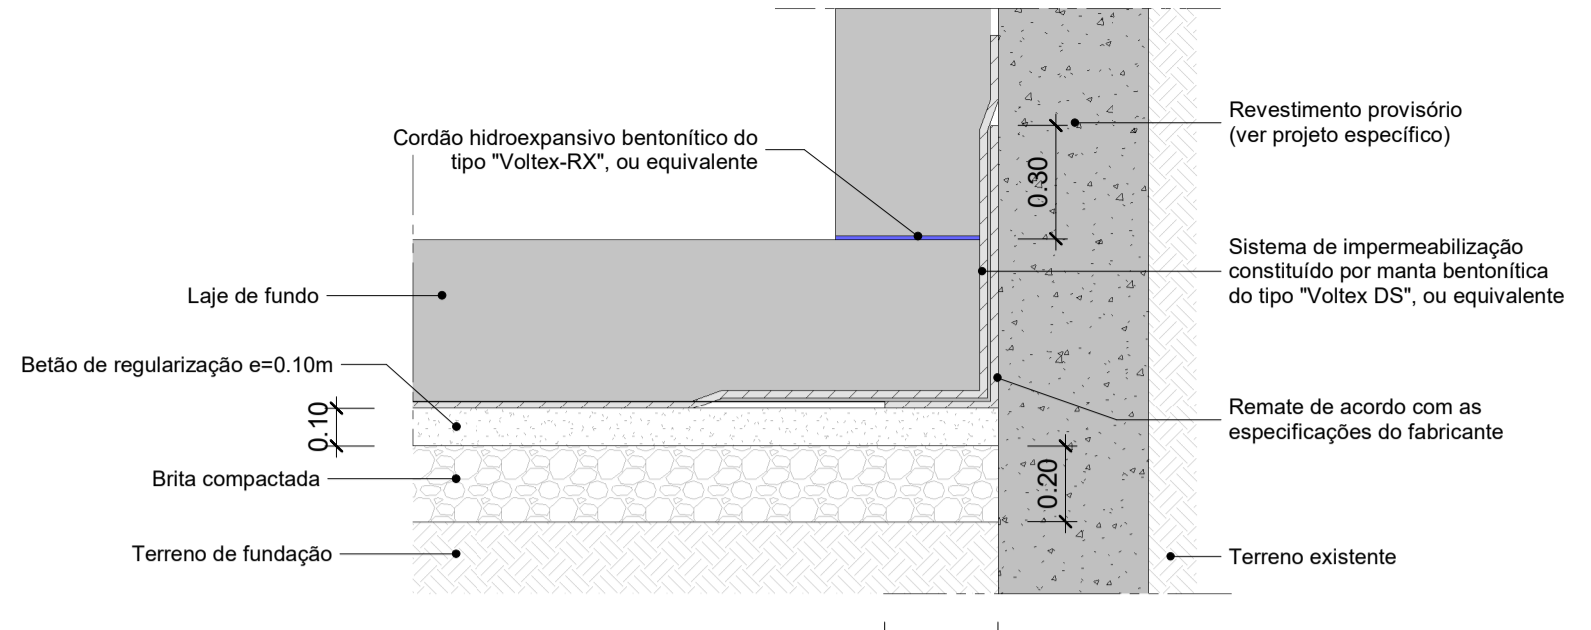 Cordão hidroexpansivo bentonítico do
tipo "Voltex-RX", ou equivalente
Laje de fundo
Betão de regularização e=0.10m
0.10
Brita compactada
Terreno de fundação
0.30
0.20
Revestimento provisório
(ver projeto específico)
Sistema de impermeabilização
constituído por manta bentonítica
do tipo "Voltex DS", ou equivalente
Remate de acordo com as
especificações do fabricante
Terreno existente